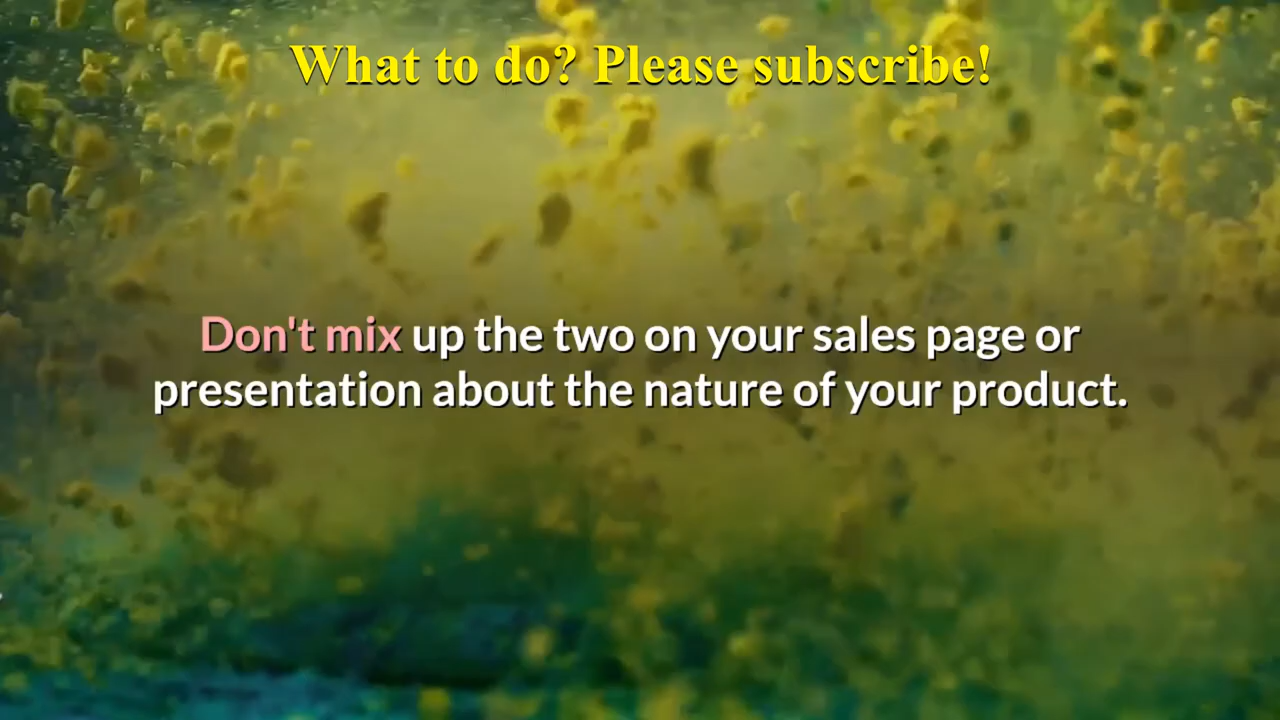 What to do? Please subscribe!
Don't mix up the two on your sales page or
presentation about the nature of your product.